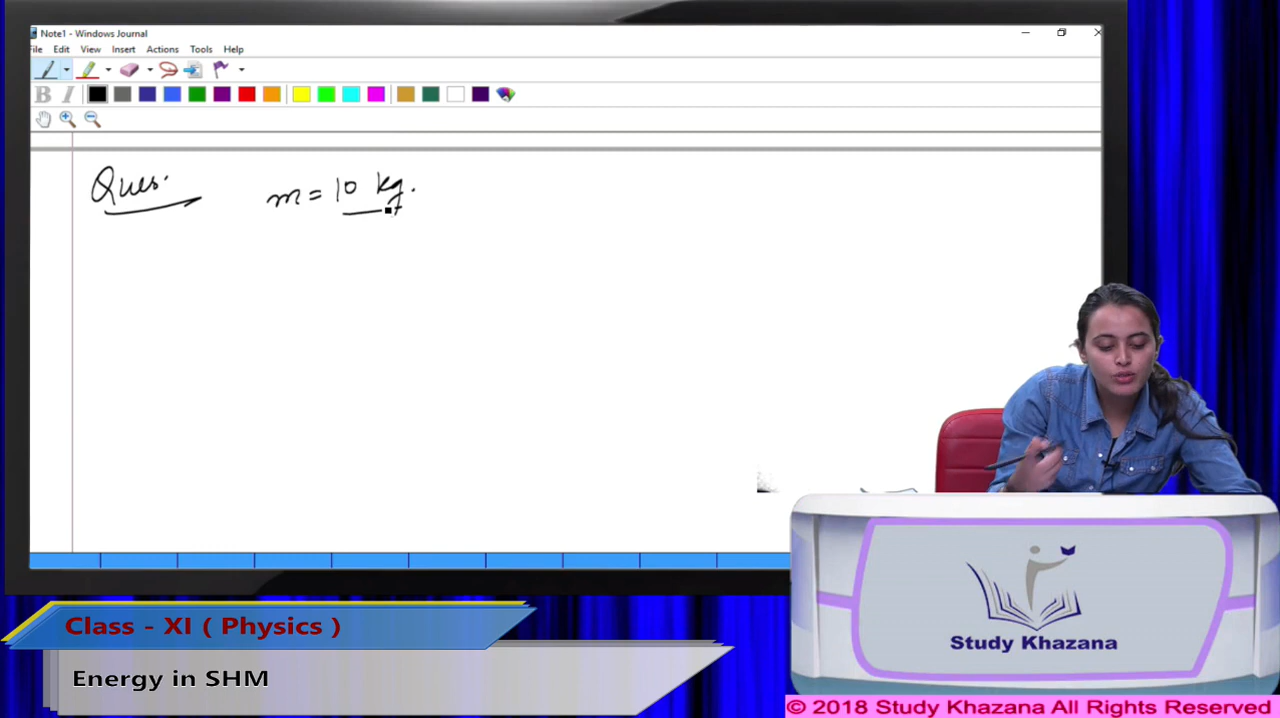 Note1 - Windows Journal
File Edit View Insert Actions Tools Help
B I
Ques. m = 10 kg.
Study Khazana
Class - XI ( Physics )
Energy in SHM
© 2018 Study Khazana All Rights Reserved